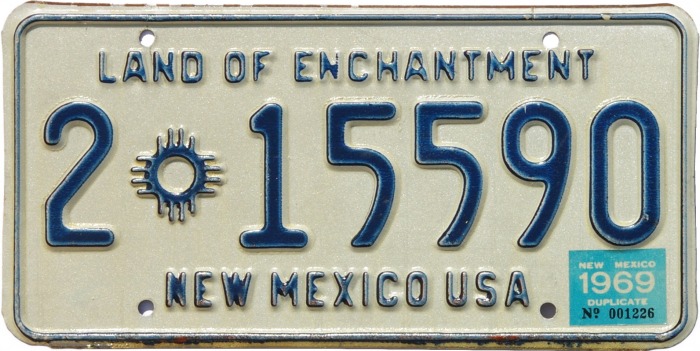 LAND OF ENCHANTMENT
2 15590
NEW MEXICO USA
NEW MEXICO
1969
DUPLICATE
Nº 001226